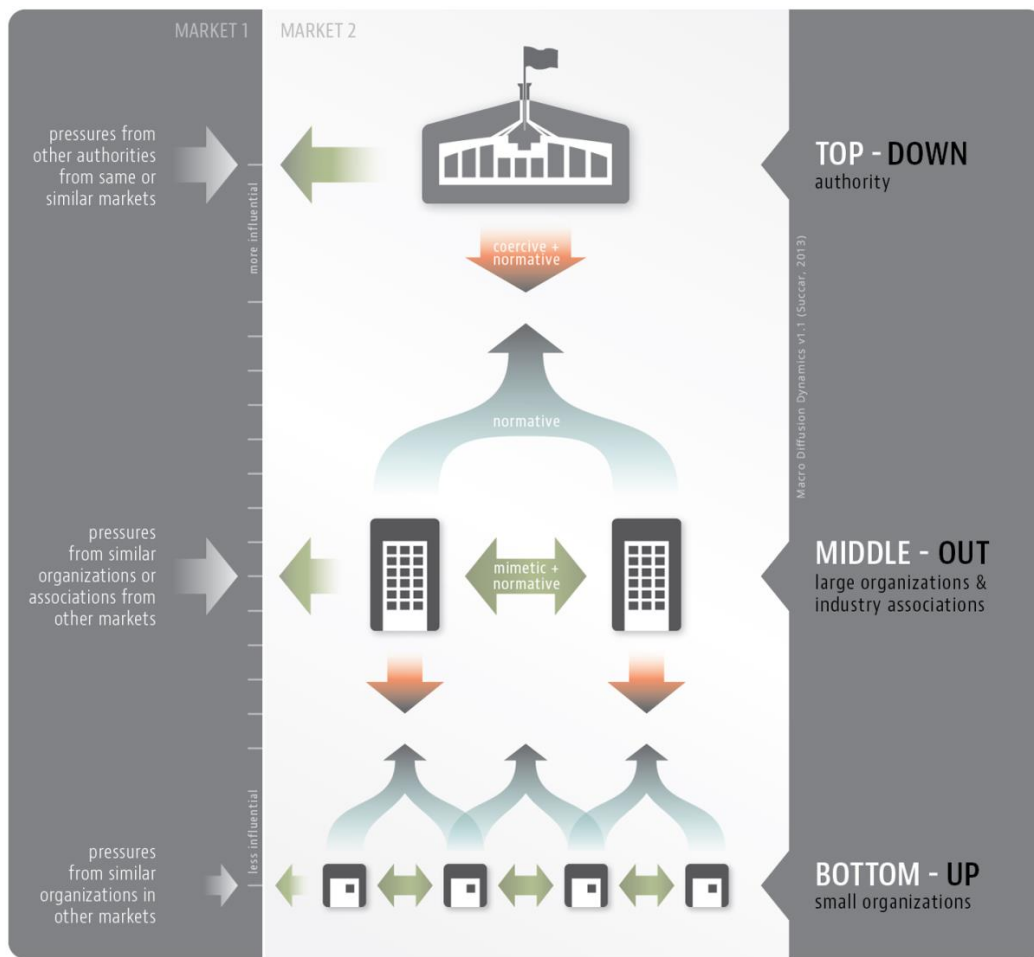 MARKET 1
MARKET 2
pressures from
other authorities
from same or
similar markets
more influential
TOP - DOWN
authority
coercive +
normative
Macro Diffusion Dynamics v1.1 (Succar, 2013)
normative
pressures
from similar
organizations or
associations from
other markets
mimetic +
normative
MIDDLE - OUT
large organizations &
industry associations
less influential
pressures
from similar
organizations in
other markets
BOTTOM - UP
small organizations